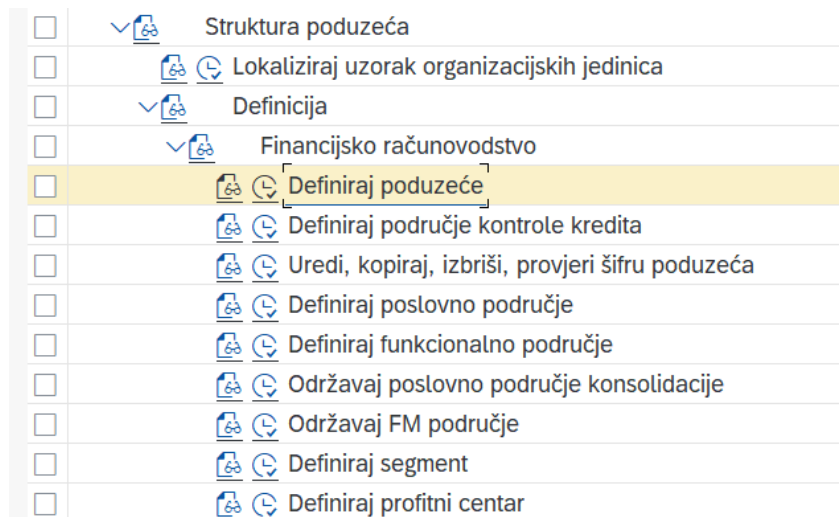 Struktura poduzeća
Lokaliziraj uzorak organizacijskih jedinica
Definicija
Financijsko računovodstvo
Definiraj poduzeće
Definiraj područje kontrole kredita
Uredi, kopiraj, izbriši, provjeri šifru poduzeća
Definiraj poslovno područje
Definiraj funkcionalno područje
Održavaj poslovno područje konsolidacije
Održavaj FM područje
Definiraj segment
Definiraj profitni centar